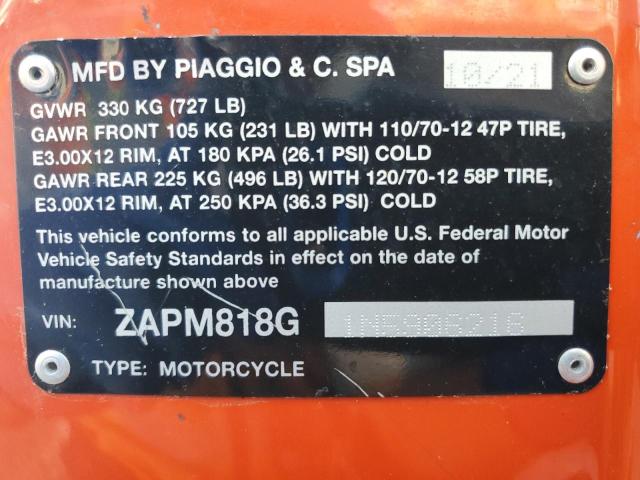 MFD BY PIAGGIO & C. SPA 10/21
GVWR 330 KG (727 LB)
GAWR FRONT 105 KG (231 LB) WITH 110/70-12 47P TIRE,
E3.00X12 RIM, AT 180 KPA (26.1 PSI) COLD
GAWR REAR 225 KG (496 LB) WITH 120/70-12 58P TIRE,
E3.00X12 RIM, AT 250 KPA (36.3 PSI) COLD
This vehicle conforms to all applicable U.S. Federal Motor
Vehicle Safety Standards in effect on the date of
manufacture shown above
VIN: ZAPM818G 1N5906216
TYPE: MOTORCYCLE